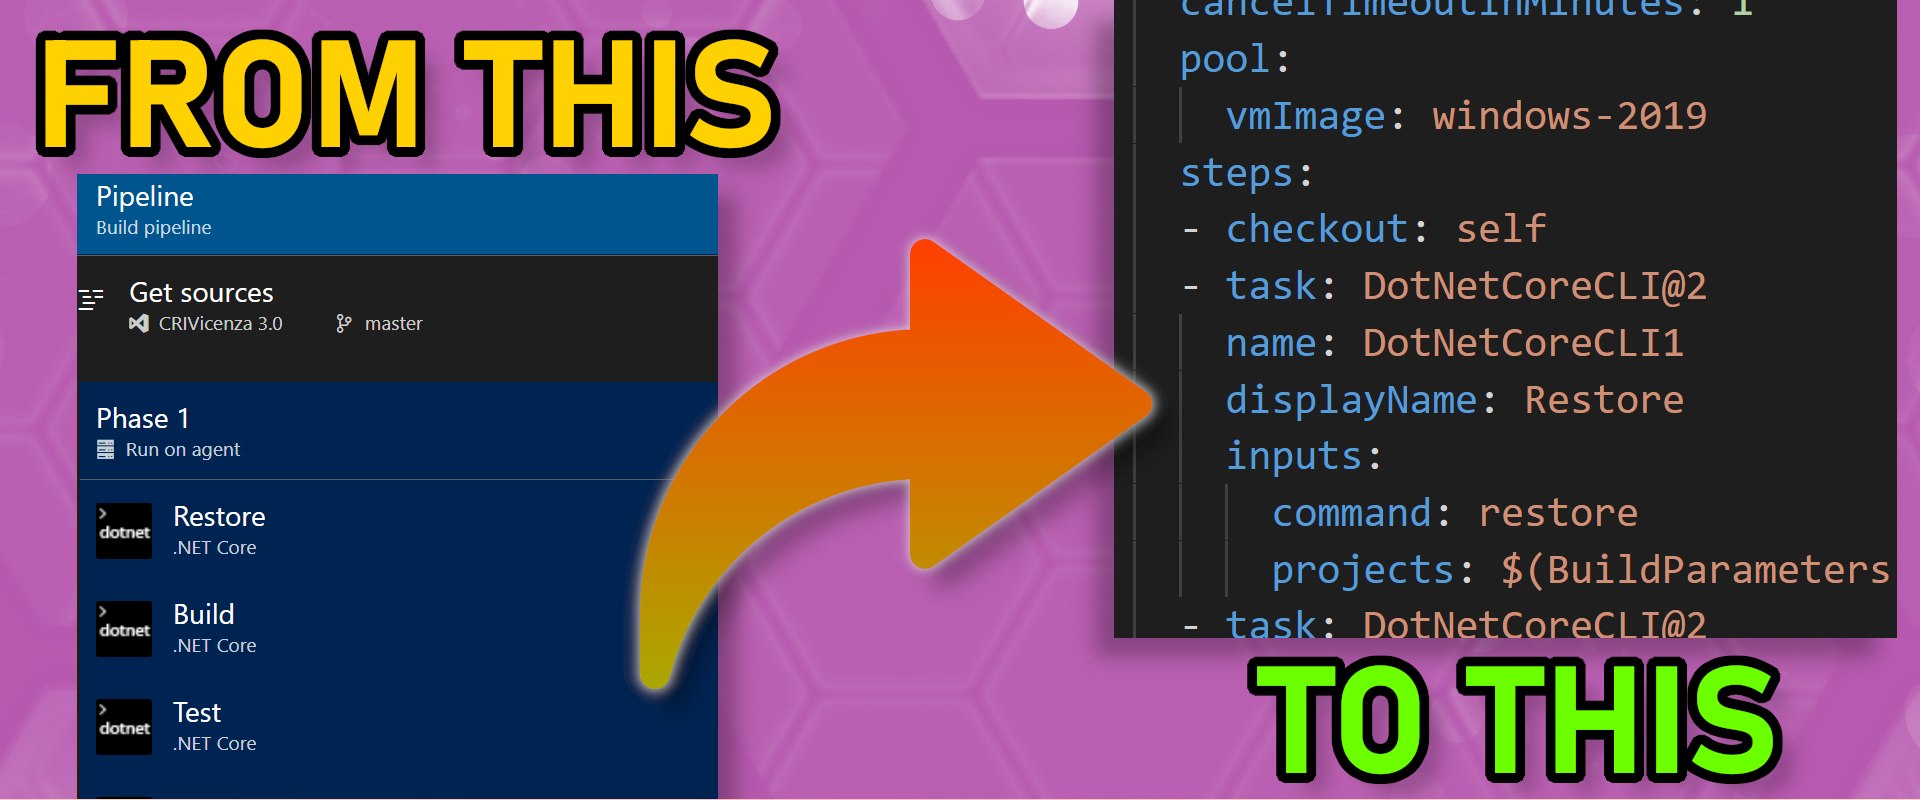 FROM THIS
Pipeline
Build pipeline
Get sources
CRIVicenza 3.0 master
Phase 1
Run on agent
> dotnet
Restore
.NET Core
> dotnet
Build
.NET Core
> dotnet
Test
.NET Core
cancelTimeoutInMinutes: 1
pool:
vmImage: windows-2019
steps:
- checkout: self
- task: DotNetCoreCLI@2
name: DotNetCoreCLI1
displayName: Restore
inputs:
command: restore
projects: $(BuildParameters
- task: DotNetCoreCLI@2
TO THIS